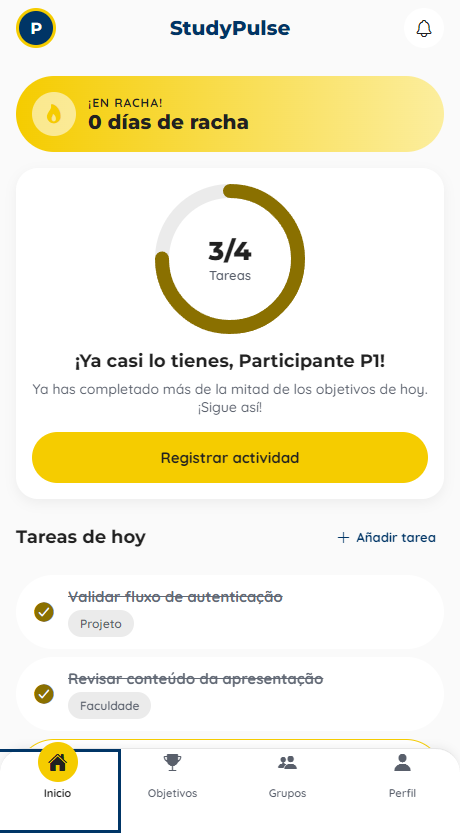 P
StudyPulse
¡EN RACHA!
0 días de racha
3/4
Tareas
¡Ya casi lo tienes, Participante P1!
Ya has completado más de la mitad de los objetivos de hoy.
¡Sigue así!
Registrar actividad
Tareas de hoy
+ Añadir tarea
Validar fluxo de autenticação
Projeto
Revisar conteúdo da apresentação
Faculdade
Inicio
Objetivos
Grupos
Perfil